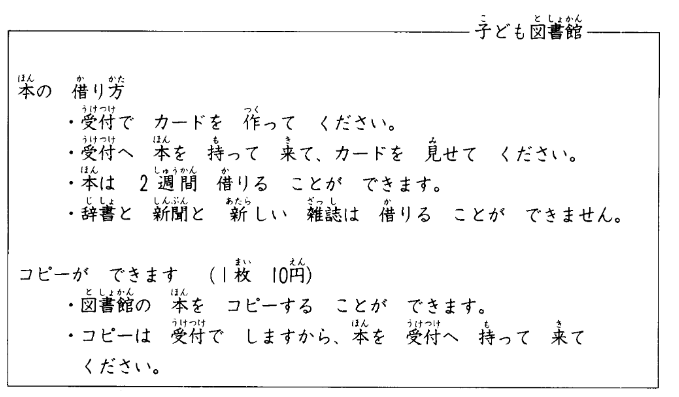 子ども図書館
本の 借り方
・受付で カードを 作って ください。
・受付へ 本を 持って 来て、カードを 見せて ください。
・本は 2週間 借りる ことが できます。
・辞書と 新聞と 新しい 雑誌は 借りる ことが できません。
コピーが できます (1枚 10円)
・図書館の 本を コピーする ことが できます。
・コピーは 受付で しますから、本を 受付へ 持って 来て
ください。